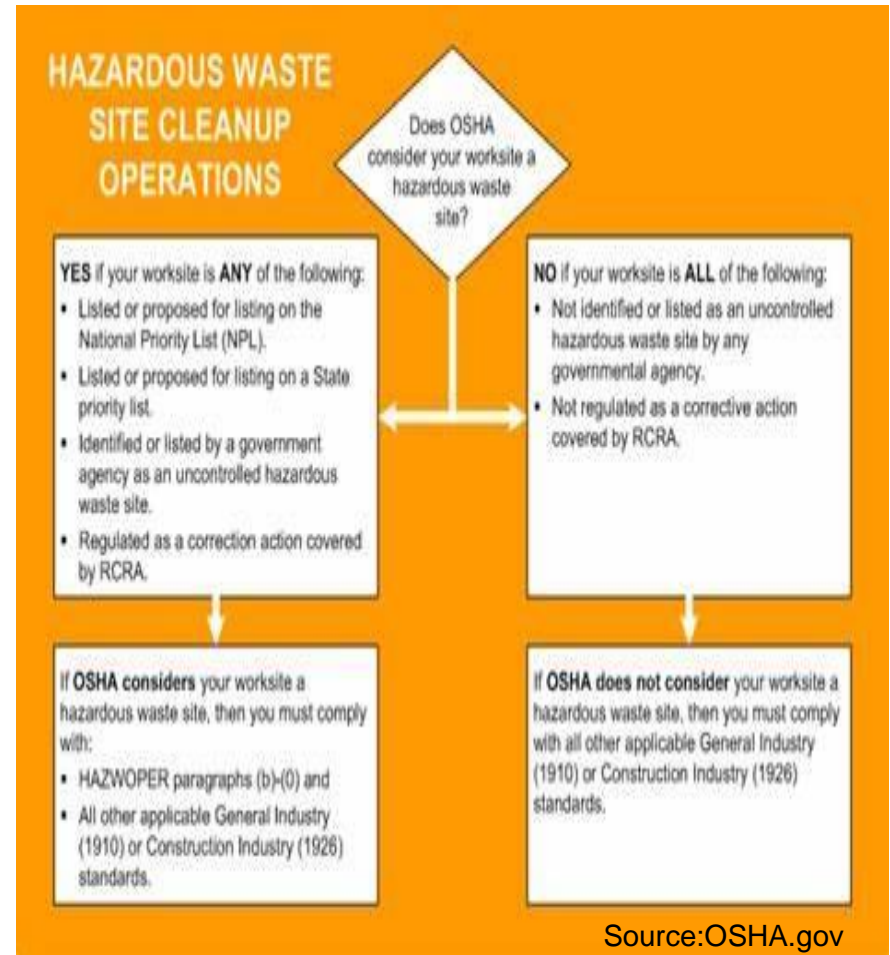 HAZARDOUS WASTE
SITE CLEANUP
OPERATIONS
Does OSHA
consider your worksite a
hazardous waste
site?
YES if your worksite is ANY of the following:
• Listed or proposed for listing on the
National Priority List (NPL).
• Listed or proposed for listing on a State
priority list.
• Identified or listed by a government
agency as an uncontrolled hazardous
waste site.
• Regulated as a correction action covered
by RCRA.
NO if your worksite is ALL of the following:
• Not identified or listed as an uncontrolled
hazardous waste site by any
governmental agency.
• Not regulated as a corrective action
covered by RCRA.
If OSHA considers your worksite a
hazardous waste site, then you must comply
with:
• HAZWOPER paragraphs (b)-(0) and
• All other applicable General Industry
(1910) or Construction Industry (1926)
standards.
If OSHA does not consider your worksite a
hazardous waste site, then you must comply
with all other applicable General Industry
(1910) or Construction Industry (1926)
standards.
Source:OSHA.gov